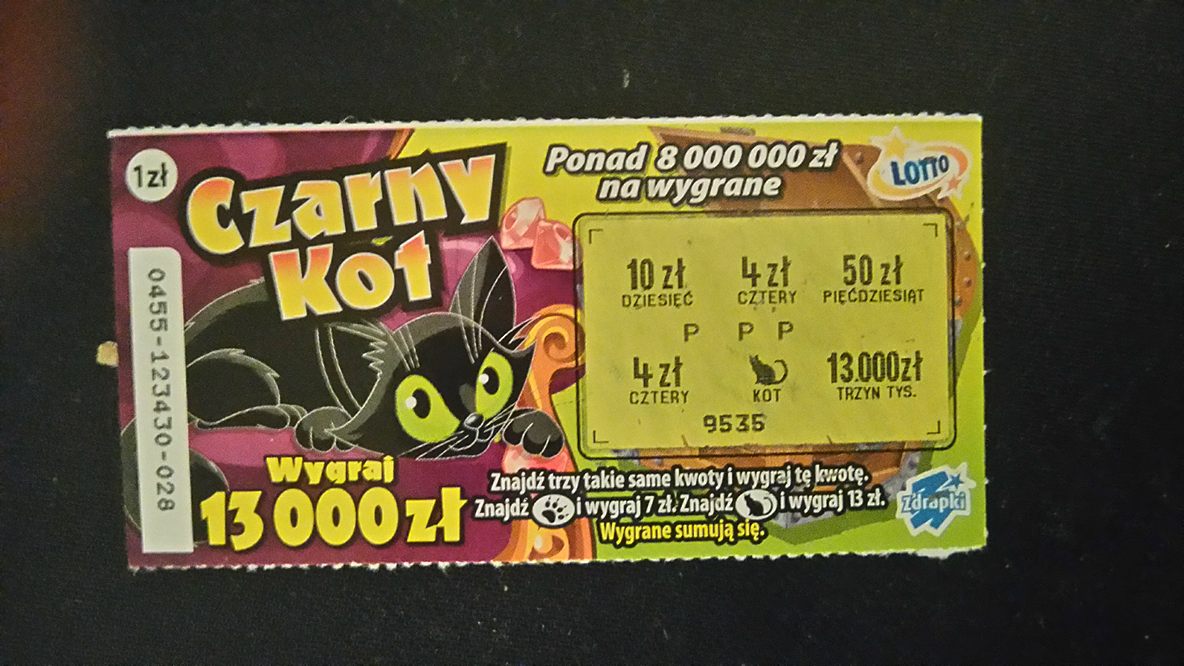 1 zł
Czarny
Kot
0455-123430-028
Wygraj
13 000 zł
Ponad 8 000 000 zł
na wygrane
LOTTO
10 zł 4 zł 50 zł
DZIESIĘĆ CZTERY PIĘĆDZIESIĄT
P P P
4 zł 13.000zł
CZTERY KOT TRZYN TYS.
9535
Znajdź trzy takie same kwoty i wygraj tę kwotę.
Znajdź i wygraj 7 zł. Znajdź i wygraj 13 zł.
Wygrane sumują się.
Zdrapki